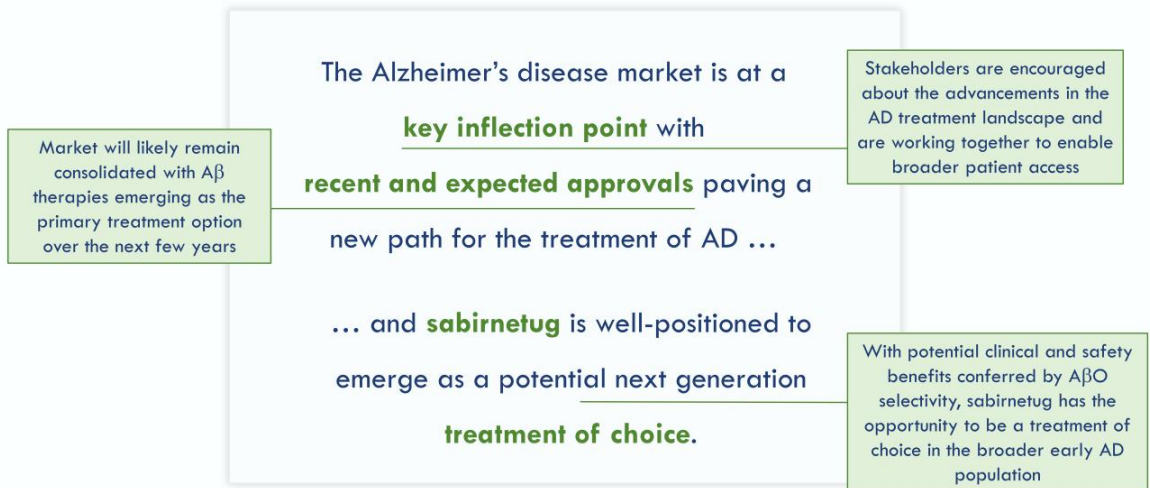 The Alzheimer’s disease market is at a
key inflection point with
recent and expected approvals paving a
new path for the treatment of AD ...
... and sabirnetug is well-positioned to
emerge as a potential next generation
treatment of choice.
Market will likely remain
consolidated with Aβ
therapies emerging as the
primary treatment option
over the next few years
Stakeholders are encouraged
about the advancements in the
AD treatment landscape and
are working together to enable
broader patient access
With potential clinical and safety
benefits conferred by AβO
selectivity, sabirnetug has the
opportunity to be a treatment of
choice in the broader early AD
population